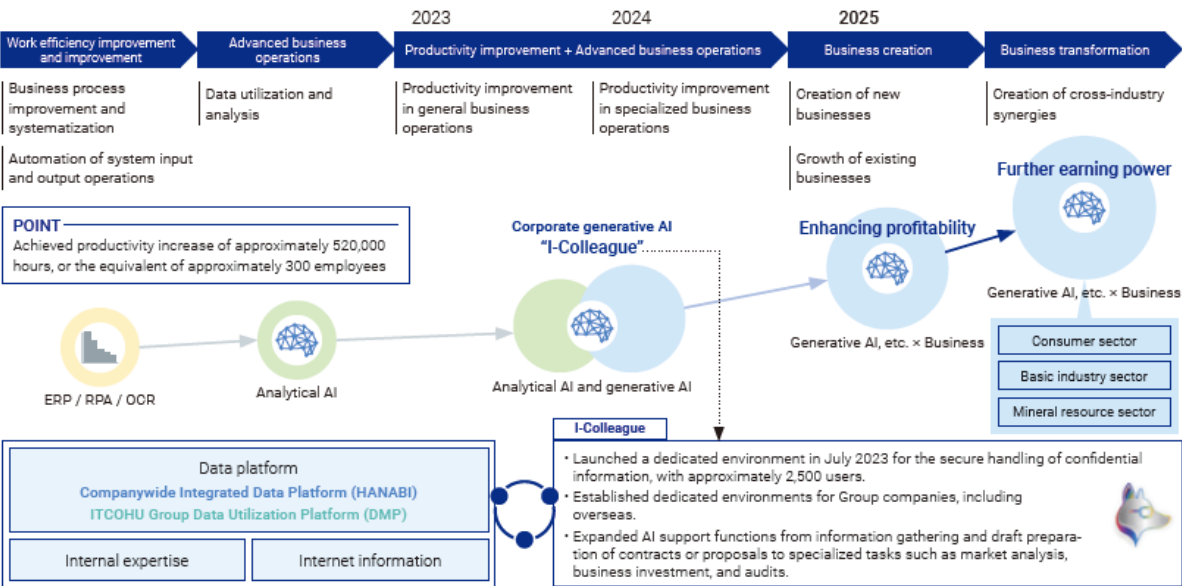 2023
2024
2025
Work efficiency improvement
and improvement
Advanced business
operations
Productivity improvement + Advanced business operations
Business creation
Business transformation
Business process
improvement and
systematization
Automation of system input
and output operations
Data utilization and
analysis
Productivity improvement
in general business
operations
Productivity improvement
in specialized business
operations
Creation of new
businesses
Growth of existing
businesses
Creation of cross-industry
synergies
POINT
Achieved productivity increase of approximately 520,000
hours, or the equivalent of approximately 300 employees
ERP / RPA / OCR
Analytical AI
Corporate generative AI
“I-Colleague”
Analytical AI and generative AI
Enhancing profitability
Generative AI, etc. × Business
Further earning power
Generative AI, etc. × Business
Consumer sector
Basic industry sector
Mineral resource sector
Data platform
Companywide Integrated Data Platform (HANABI)
ITCOHU Group Data Utilization Platform (DMP)
Internal expertise
Internet information
I-Colleague
・Launched a dedicated environment in July 2023 for the secure handling of confidential
information, with approximately 2,500 users.
・Established dedicated environments for Group companies, including
overseas.
・Expanded AI support functions from information gathering and draft prepara-
tion of contracts or proposals to specialized tasks such as market analysis,
business investment, and audits.